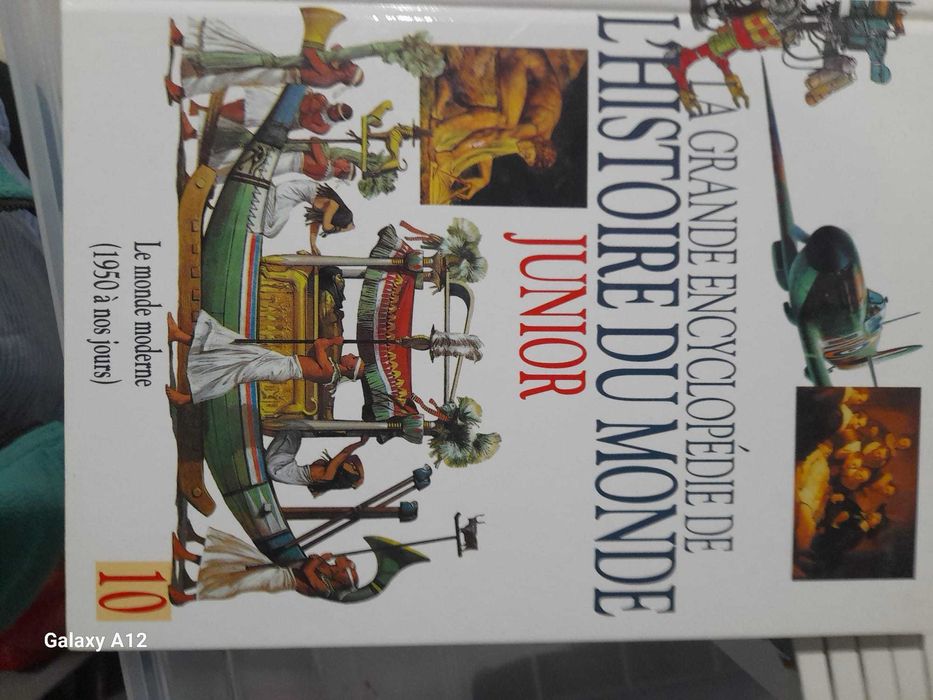 LA GRANDE ENCYCLOPÉDIE DE
L'HISTOIRE DU MONDE
JUNIOR
Le monde moderne
(1950 à nos jours)
10
Galaxy A12